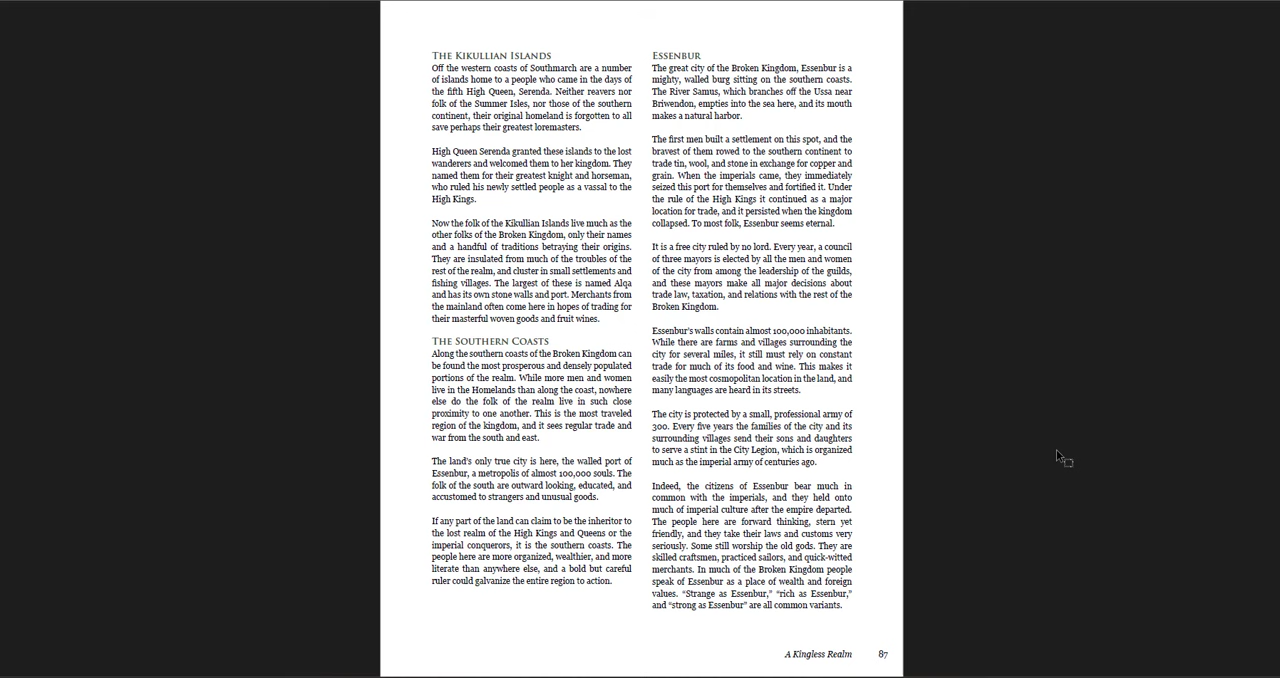 The Kikullian Islands
Off the western coasts of Southmarch are a number
of islands home to a people who came in the days of
the fifth High Queen, Serenda. Neither reavers nor
folk of the Summer Isles, nor those of the southern
continent, their original homeland is forgotten to all
save perhaps their greatest loremasters.
High Queen Serenda granted these islands to the lost
wanderers and welcomed them to her kingdom. They
named them for their greatest knight and horseman,
who ruled his newly settled people as a vassal to the
High Kings.
Now the folk of the Kikullian Islands live much as the
other folks of the Broken Kingdom, only their names
and a handful of traditions betraying their origins.
They are insulated from much of the troubles of the
rest of the realm, and cluster in small settlements and
fishing villages. The largest of these is named Alqa
and has its own stone walls and port. Merchants from
the mainland often come here in hopes of trading for
their masterful woven goods and fruit wines.
The Southern Coasts
Along the southern coasts of the Broken Kingdom can
be found the most prosperous and densely populated
portions of the realm. While more men and women
live in the Homelands than along the coast, nowhere
else do the folk of the realm live in such close
proximity to one another. This is the most traveled
region of the kingdom, and it sees regular trade and
war from the south and east.
The land's only true city is here, the walled port of
Essenbur, a metropolis of almost 100,000 souls. The
folk of the south are outward looking, educated, and
accustomed to strangers and unusual goods.
If any part of the land can claim to be the inheritor to
the lost realm of the High Kings and Queens or the
imperial conquerors, it is the southern coasts. The
people here are more organized, wealthier, and more
literate than anywhere else, and a bold but careful
ruler could galvanize the entire region to action.
Essenbur
The great city of the Broken Kingdom, Essenbur is a
mighty, walled burg sitting on the southern coasts.
The River Samus, which branches off the Ussa near
Briwendon, empties into the sea here, and its mouth
makes a natural harbor.
The first men built a settlement on this spot, and the
bravest of them rowed to the southern continent to
trade tin, wool, and stone in exchange for copper and
grain. When the imperials came, they immediately
seized this port for themselves and fortified it. Under
the rule of the High Kings it continued as a major
location for trade, and it persisted when the kingdom
collapsed. To most folk, Essenbur seems eternal.
It is a free city ruled by no lord. Every year, a council
of three mayors is elected by all the men and women
of the city from among the leadership of the guilds,
and these mayors make all major decisions about
trade law, taxation, and relations with the rest of the
Broken Kingdom.
Essenbur's walls contain almost 100,000 inhabitants.
While there are farms and villages surrounding the
city for several miles, it still must rely on constant
trade for much of its food and wine. This makes it
easily the most cosmopolitan location in the land, and
many languages are heard in its streets.
The city is protected by a small, professional army of
300. Every five years the families of the city and its
surrounding villages send their sons and daughters
to serve a stint in the City Legion, which is organized
much as the imperial army of centuries ago.
Indeed, the citizens of Essenbur bear much in
common with the imperials, and they held onto
much of imperial culture after the empire departed.
The people here are forward thinking, stern yet
friendly, and they take their laws and customs very
seriously. Some still worship the old gods. They are
skilled craftsmen, practiced sailors, and quick-witted
merchants. In much of the Broken Kingdom people
speak of Essenbur as a place of wealth and foreign
values. “Strange as Essenbur,” “rich as Essenbur,”
and “strong as Essenbur” are all common variants.
A Kingless Realm 87